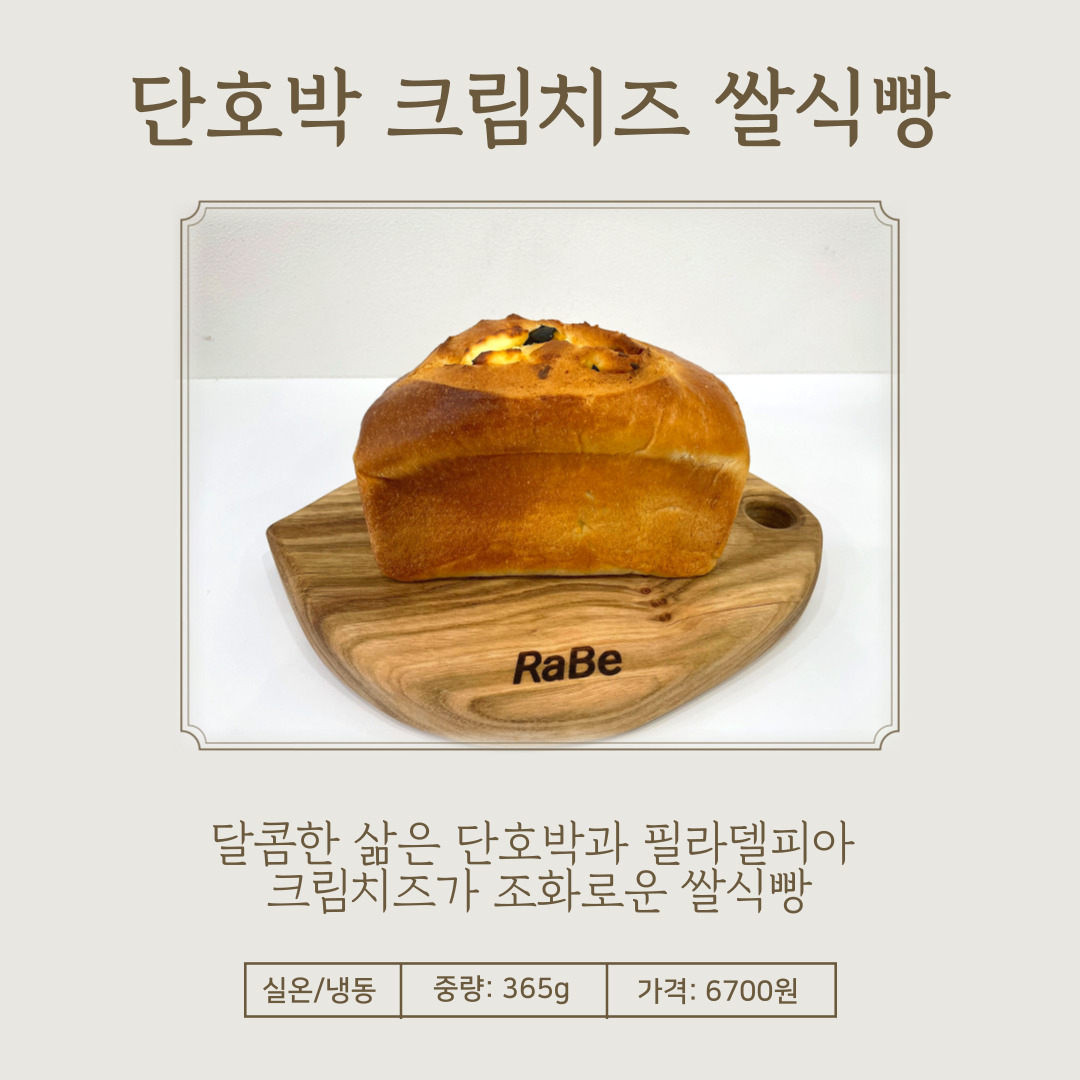 단호박 크림치즈 쌀식빵
RaBe
달콤한 삶은 단호박과 필라델피아
크림치즈가 조화로운 쌀식빵
실온/냉동
중량: 365g
가격: 6700원